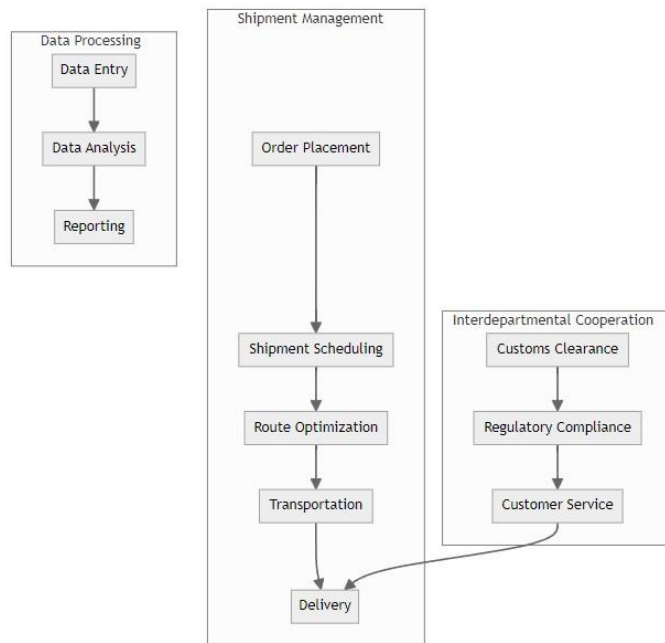 Data Processing
Data Entry
Data Analysis
Reporting
Shipment Management
Order Placement
Shipment Scheduling
Route Optimization
Transportation
Delivery
Interdepartmental Cooperation
Customs Clearance
Regulatory Compliance
Customer Service